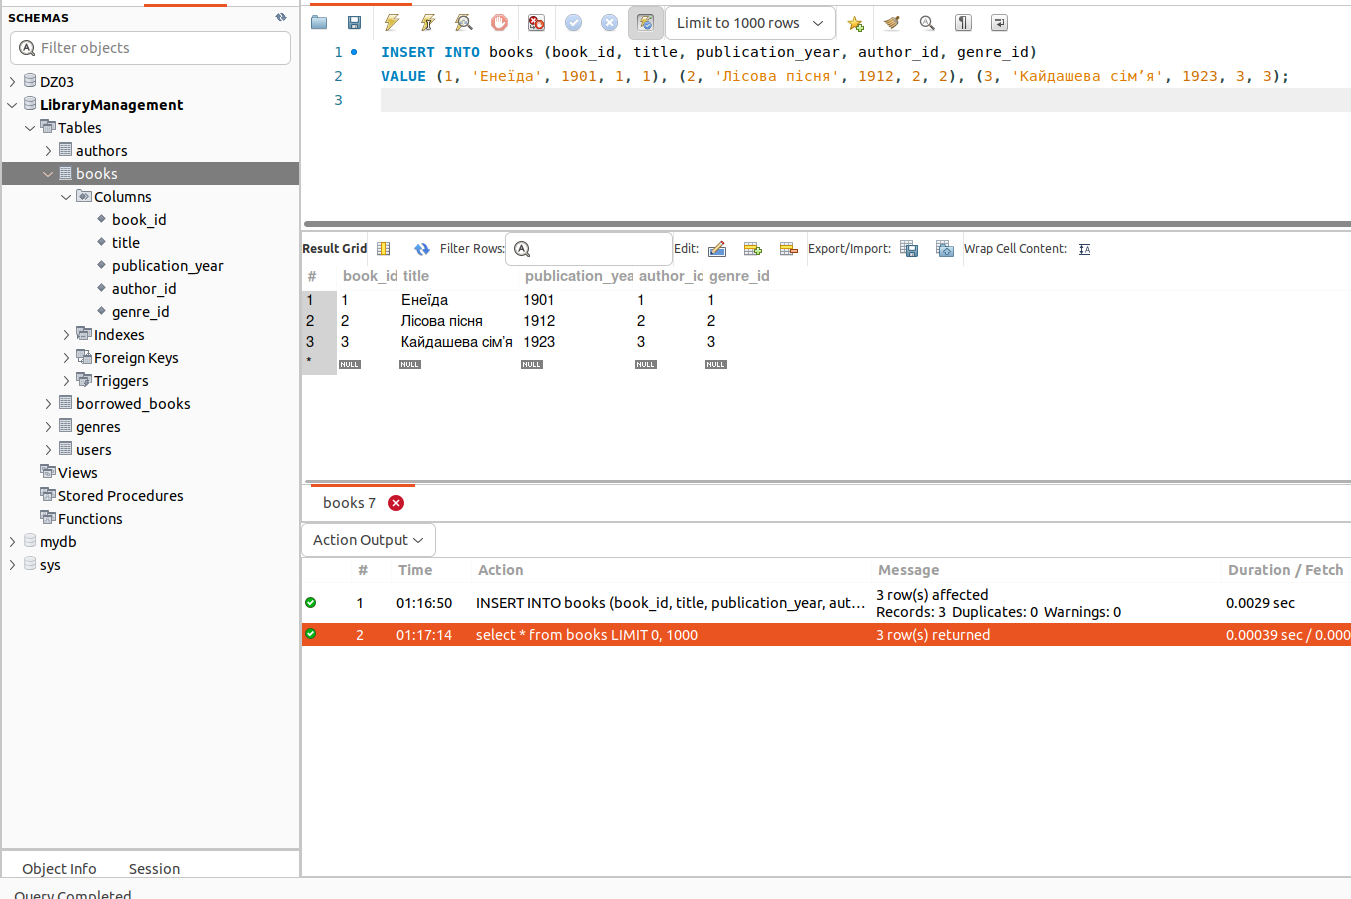 SCHEMAS
Filter objects
DZ03
LibraryManagement
Tables
authors
books
Columns
book_id
title
publication_year
author_id
genre_id
Indexes
Foreign Keys
Triggers
borrowed_books
genres
users
Views
Stored Procedures
Functions
mydb
sys
Object Info Session
Query Completed
Limit to 1000 rows
1 INSERT INTO books (book_id, title, publication_year, author_id, genre_id)
2 VALUE (1, 'Енеїда', 1901, 1, 1), (2, 'Лісова пісня', 1912, 2, 2), (3, 'Кайдашева сім’я', 1923, 3, 3);
3
Result Grid Filter Rows: Edit: Export/Import: Wrap Cell Content:
# book_id title publication_yea author_id genre_id
1 1 Енеїда 1901 1 1
2 2 Лісова пісня 1912 2 2
3 3 Кайдашева сім’я 1923 3 3
* NULL NULL NULL NULL NULL
books 7
Action Output
# Time Action Message Duration / Fetch
1 01:16:50 INSERT INTO books (book_id, title, publication_year, aut... 3 row(s) affected
Records: 3 Duplicates: 0 Warnings: 0 0.0029 sec
2 01:17:14 select * from books LIMIT 0, 1000 3 row(s) returned 0.00039 sec / 0.000